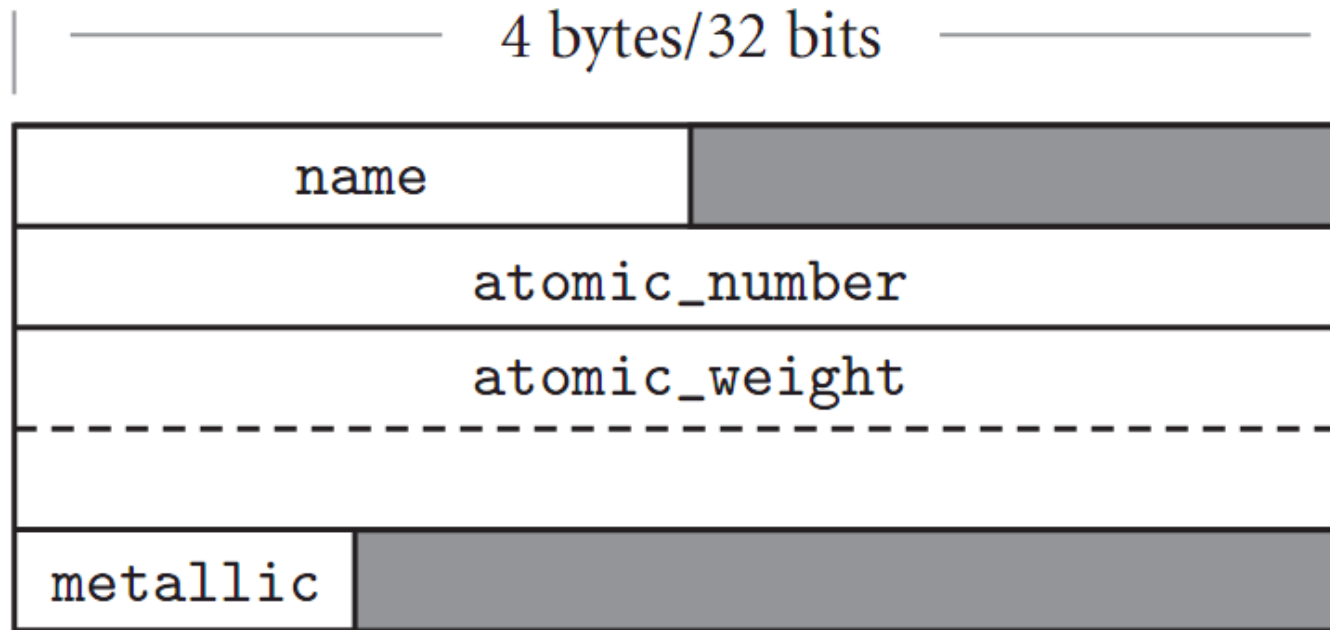 4 bytes/32 bits
name
atomic_number
atomic_weight
metallic